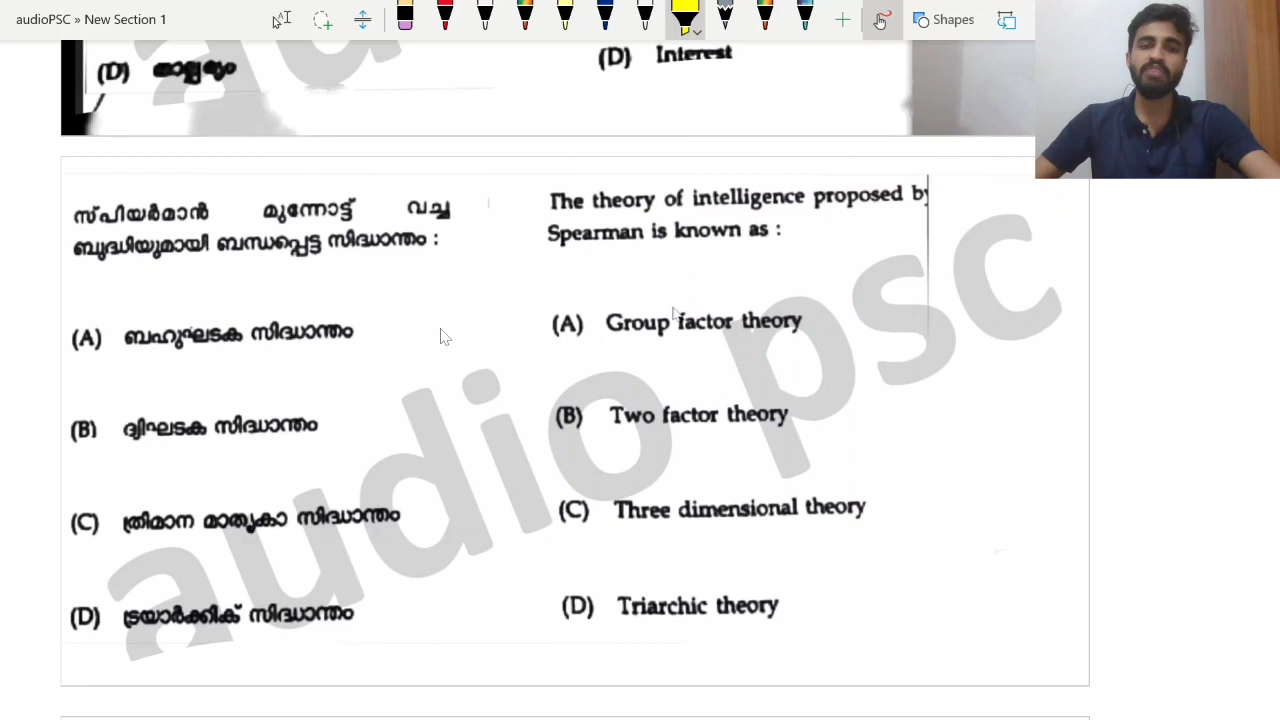 audioPSC » New Section 1
Shapes
(D)
(D) Interest
സ്പിയർമാൻ മുന്നോട്ട് വച്ച
ബുദ്ധിയുമായി ബന്ധപ്പെട്ട സിദ്ധാന്തം :
(A) ബഹുഘടക സിദ്ധാന്തം
(B) ദ്വിഘടക സിദ്ധാന്തം
(C) ത്രിമാന മാതൃകാ സിദ്ധാന്തം
(D) ട്രയാർക്കിക് സിദ്ധാന്തം
The theory of intelligence proposed by
Spearman is known as :
(A) Group factor theory
(B) Two factor theory
(C) Three dimensional theory
(D) Triarchic theory
audio psc